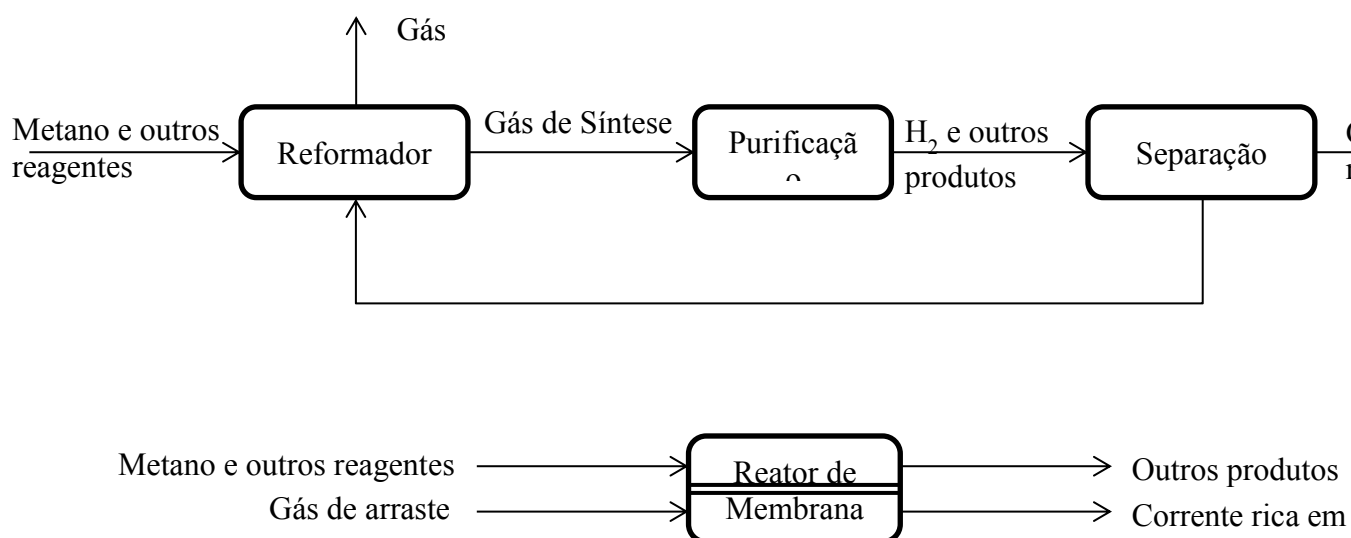 Gás
Metano e outros
reagentes
Reformador
Gás de Síntese
Purificaçã
H₂ e outros
produtos
Separação
Metano e outros reagentes
Gás de arraste
Reator de
Membrana
Outros produtos
Corrente rica em